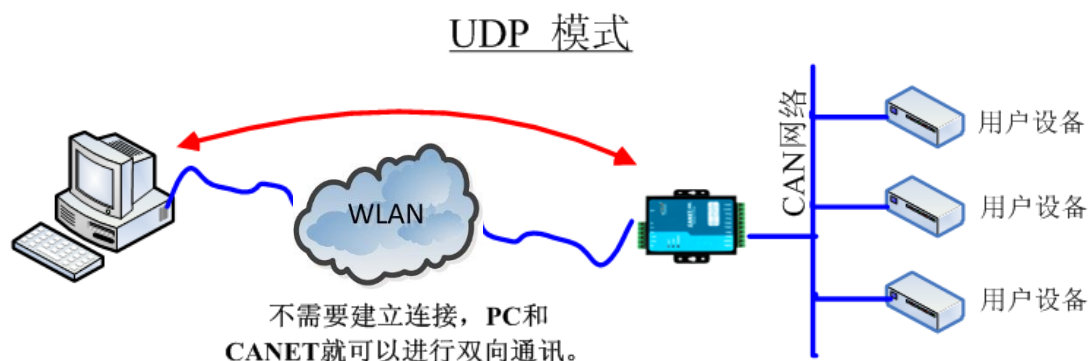 UDP 模式
WLAN
CAN网络
用户设备
用户设备
用户设备
不需要建立连接，PC和
CANET就可以进行双向通讯。